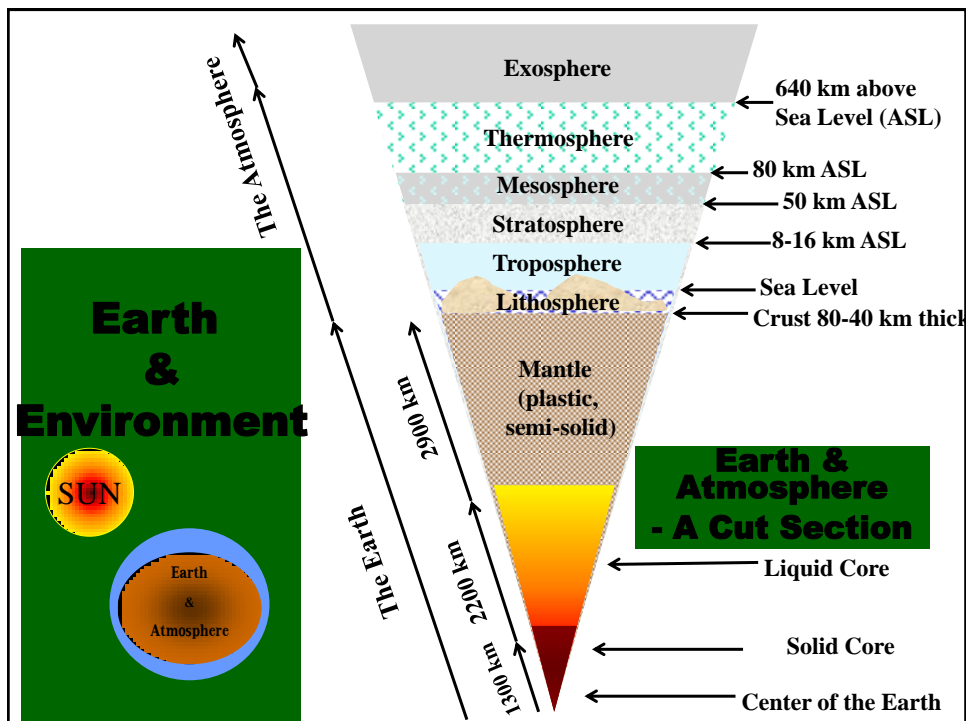 Exosphere
640 km above
Sea Level (ASL)
Thermosphere
80 km ASL
Mesosphere
50 km ASL
Stratosphere
8-16 km ASL
Troposphere
Sea Level
Lithosphere
Crust 80-40 km thick
Mantle
(plastic,
semi-solid)
The Atmosphere
The Earth
2900 km
2200 km
1300 km
Earth
&
Environment
SUN
Earth
&
Atmosphere
Earth &
Atmosphere
- A Cut Section
Liquid Core
Solid Core
Center of the Earth